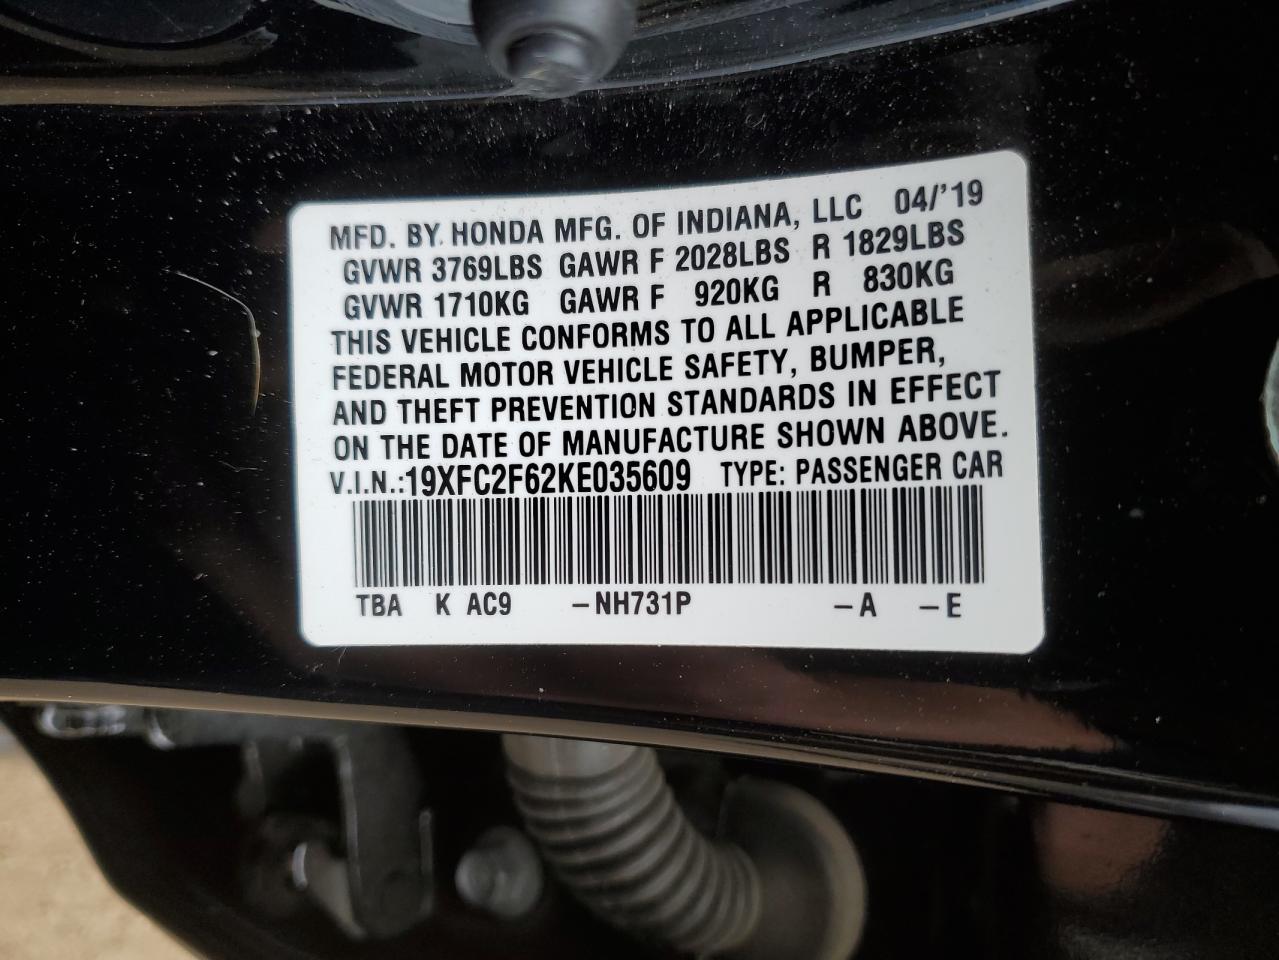 MFD. BY HONDA MFG. OF INDIANA, LLC 04/'19
GVWR 3769LBS GAWR F 2028LBS R 1829LBS
GVWR 1710KG GAWR F 920KG R 830KG
THIS VEHICLE CONFORMS TO ALL APPLICABLE
FEDERAL MOTOR VEHICLE SAFETY, BUMPER,
AND THEFT PREVENTION STANDARDS IN EFFECT
ON THE DATE OF MANUFACTURE SHOWN ABOVE.
V.I.N.:19XFC2F62KE035609 TYPE: PASSENGER CAR
TBA K AC9 -NH731P -A -E